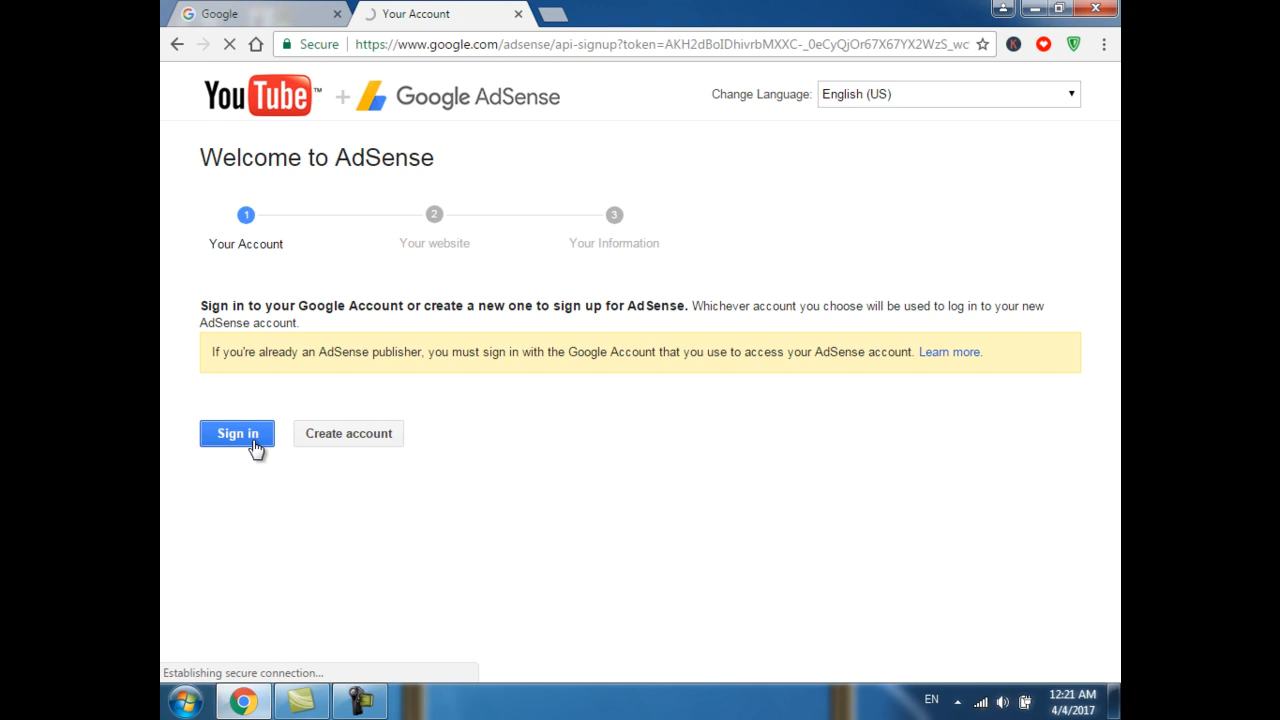 Google
Your Account
Secure https://www.google.com/adsense/api-signup?token=AKH2dBoIDhivrbMXXC-_0eCyQjOr67X67YX2WzS_wc
YouTube™ + Google AdSense
Change Language: English (US)
Welcome to AdSense
1 2 3
Your Account Your website Your Information
Sign in to your Google Account or create a new one to sign up for AdSense. Whichever account you choose will be used to log in to your new
AdSense account.
If you're already an AdSense publisher, you must sign in with the Google Account that you use to access your AdSense account. Learn more.
Sign in Create account
Establishing secure connection...
EN
12:21 AM
4/4/2017